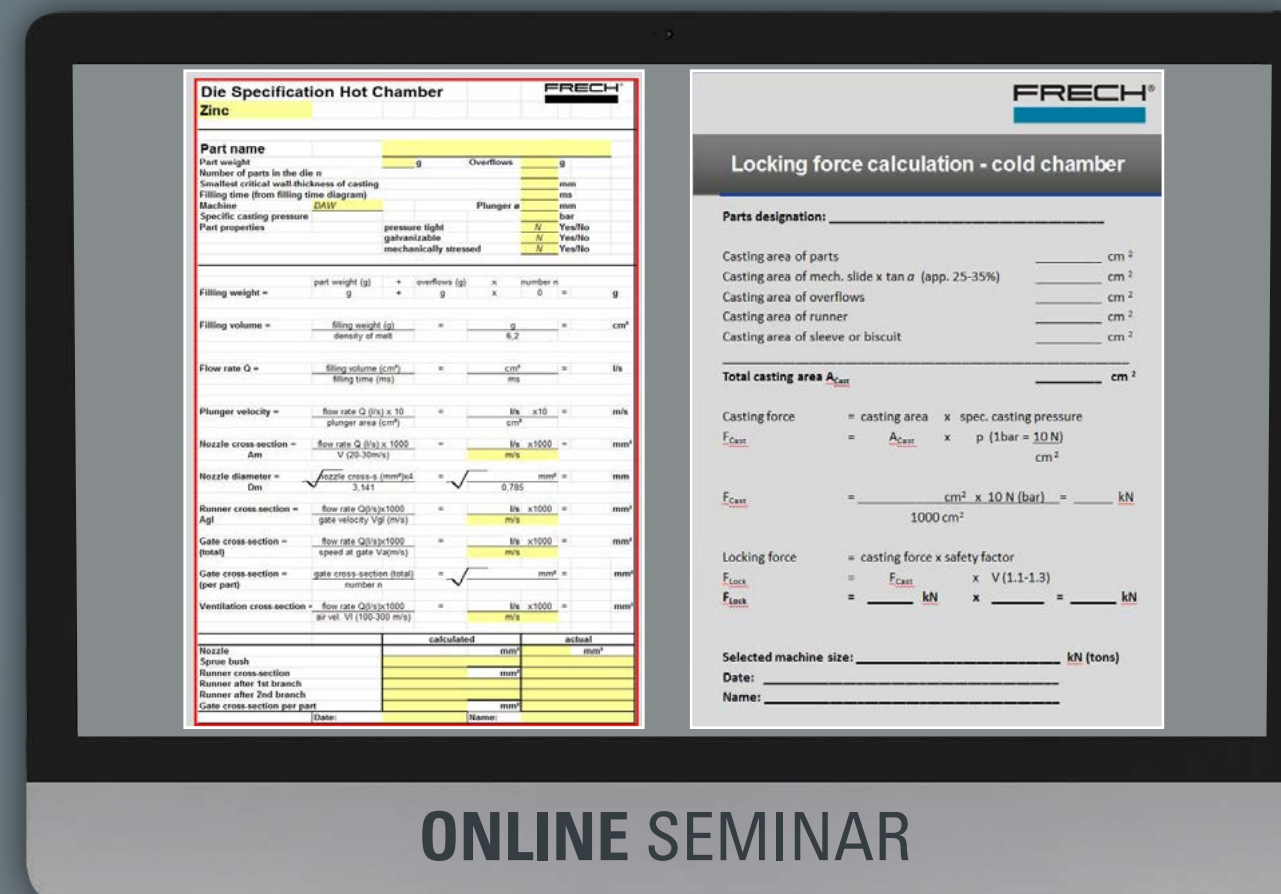 Die Specification Hot Chamber
FRECH
Zinc
Part name
Part weight g Overflows g
Number of parts in the die n
Smallest critical wall-thickness of casting mm
Filling time (from filling time diagram) ms
Machine DAW Plunger ø mm
Specific casting pressure bar
Part properties pressure tight N Yes/No
galvanizable N Yes/No
mechanically stressed N Yes/No
part weight (g) + overflows (g) x number n
Filling weight = g + g x 0 = g
Filling volume = filling weight (g) = g = cm³
density of melt 6,2
Flow rate Q = filling volume (cm³) = cm³ = l/s
filling time (ms) ms
Plunger velocity = flow rate Q (l/s) x 10 = l/s x10 = m/s
plunger area (cm²) cm²
Nozzle cross-section = flow rate Q (l/s) x 1000 = l/s x1000 = mm²
Am V (20-30m/s) m/s
Nozzle diameter = √nozzle cross-s (mm²)x4 = √ mm² = mm
Dm 3,141 0,785
Runner cross-section = flow rate Q(l/s)x1000 = l/s x1000 = mm²
Agl gate velocity Vgl (m/s) m/s
Gate cross-section = flow rate Q(l/s)x1000 = l/s x1000 = mm²
(total) speed at gate Va(m/s) m/s
Gate cross-section = gate cross-section (total) = √ mm² = mm²
(per part) number n
Ventilation cross-section = flow rate Q(l/s)x1000 = l/s x1000 = mm²
air vel. Vl (100-300 m/s) m/s
calculated actual
Nozzle mm² mm²
Sprue bush
Runner cross-section mm²
Runner after 1st branch
Runner after 2nd branch
Gate cross-section per part mm²
Date: Name:
FRECH®
Locking force calculation - cold chamber
Parts designation:
Casting area of parts cm ²
Casting area of mech. slide x tan α (app. 25-35%) cm ²
Casting area of overflows cm ²
Casting area of runner cm ²
Casting area of sleeve or biscuit cm ²
Total casting area ACast cm ²
Casting force = casting area x spec. casting pressure
FCast = ACast x p (1bar = 10 N)
cm²
FCast = cm² x 10 N (bar) = kN
1000 cm²
Locking force = casting force x safety factor
FLock = FCast x V (1.1-1.3)
FLock = kN x = kN
Selected machine size: kN (tons)
Date:
Name:
ONLINE SEMINAR